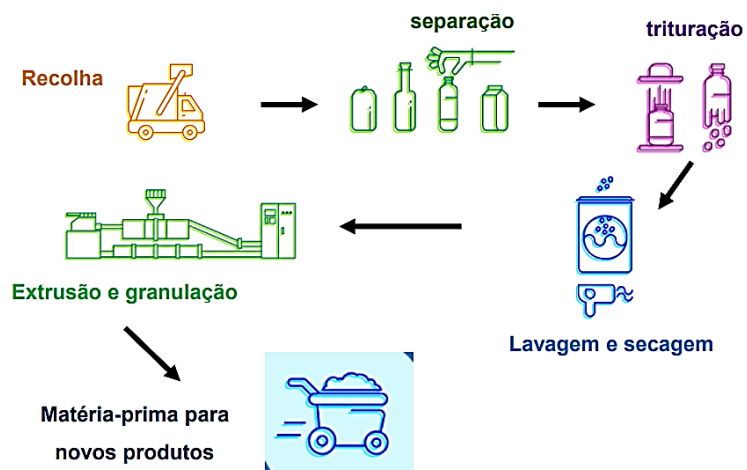 Recolha
separação
trituração
Lavagem e secagem
Extrusão e granulação
Matéria-prima para
novos produtos